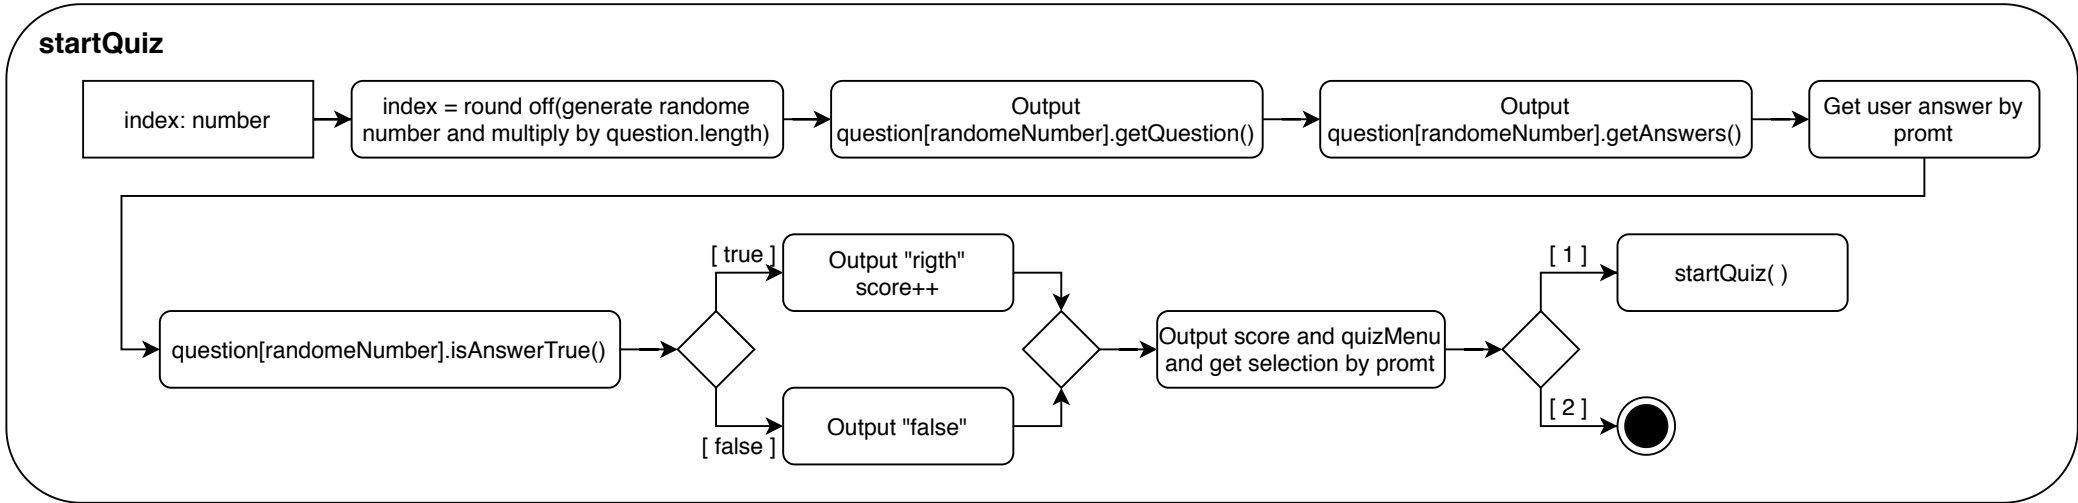 startQuiz
index: number
index = round off(generate randome
number and multiply by question.length)
Output
question[randomeNumber].getQuestion()
Output
question[randomeNumber].getAnswers()
Get user answer by
promt
question[randomeNumber].isAnswerTrue()
[ true ]
Output "rigth"
score++
[ false ]
Output "false"
Output score and quizMenu
and get selection by promt
[ 1 ]
startQuiz( )
[ 2 ]